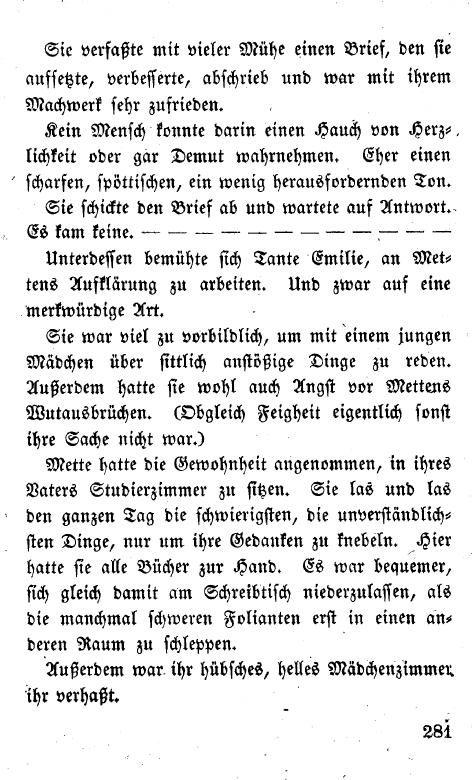 Sie verfaßte mit vieler Mühe einen Brief, den sie
aufsetzte, verbesserte, abschrieb und war mit ihrem
Machwerk sehr zufrieden.
Kein Mensch konnte darin einen Hauch von Herz-
lichkeit oder gar Demut wahrnehmen. Eher einen
scharfen, spöttischen, ein wenig herausfordernden Ton.
Sie schickte den Brief ab und wartete auf Antwort.
Es kam keine. — — — — — — — — — — — —
Unterdessen bemühte sich Tante Emilie, an Met-
tens Aufklärung zu arbeiten. Und zwar auf eine
merkwürdige Art.
Sie war viel zu vorbildlich, um mit einem jungen
Mädchen über sittlich anstößige Dinge zu reden.
Außerdem hatte sie wohl auch Angst vor Mettens
Wutausbrüchen. (Obgleich Feigheit eigentlich sonst
ihre Sache nicht war.)
Mette hatte die Gewohnheit angenommen, in ihres
Vaters Studierzimmer zu sitzen. Sie las und las
den ganzen Tag die schwierigsten, die unverständlich-
sten Dinge, nur um ihre Gedanken zu knebeln. Hier
hatte sie alle Bücher zur Hand. Es war bequemer,
sich gleich damit am Schreibtisch niederzulassen, als
die manchmal schweren Folianten erst in einen an-
deren Raum zu schleppen.
Außerdem war ihr hübsches, helles Mädchenzimmer
ihr verhaßt.
281